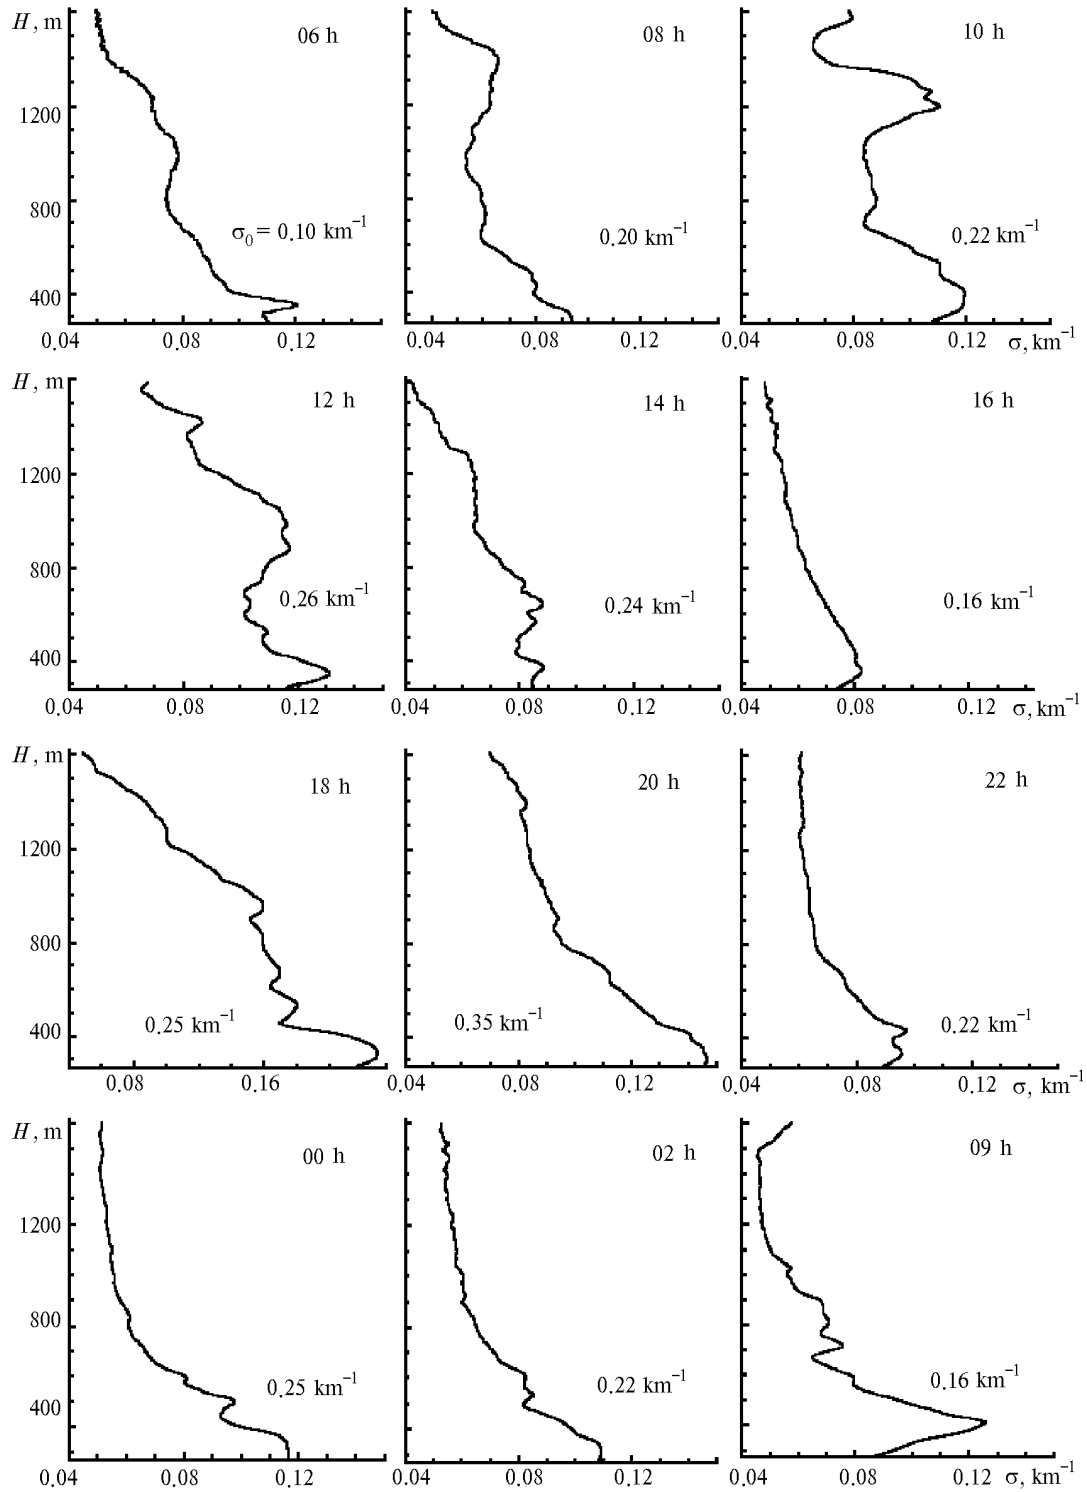 H, m 06 h 08 h 10 h
1200
800
σ₀ = 0.10 km⁻¹ 0.20 km⁻¹ 0.22 km⁻¹
400
0.04 0.08 0.12 0.04 0.08 0.12 0.04 0.08 0.12 σ, km⁻¹
H, m 12 h 14 h 16 h
1200
800
0.26 km⁻¹ 0.24 km⁻¹ 0.16 km⁻¹
400
0.04 0.08 0.12 0.04 0.08 0.12 0.04 0.08 0.12 σ, km⁻¹
H, m 18 h 20 h 22 h
1200
800
0.25 km⁻¹ 0.35 km⁻¹ 0.22 km⁻¹
400
0.08 0.16 0.04 0.08 0.12 0.04 0.08 0.12 σ, km⁻¹
H, m 00 h 02 h 09 h
1200
800
0.25 km⁻¹ 0.22 km⁻¹ 0.16 km⁻¹
400
0.04 0.08 0.12 0.04 0.08 0.12 0.04 0.08 0.12 σ, km⁻¹